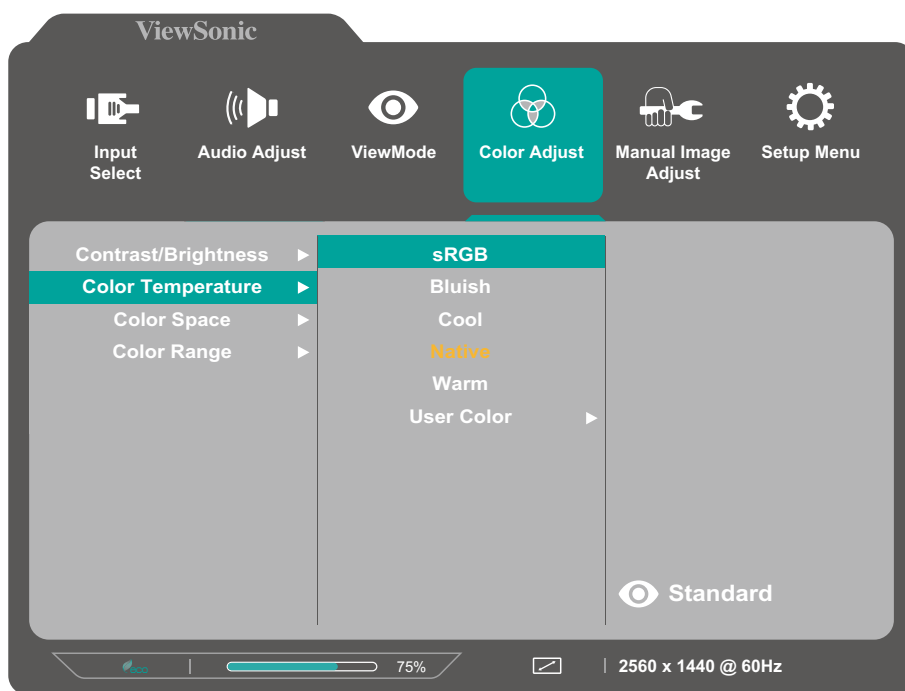 ViewSonic
Input
Select
Audio Adjust
ViewMode
Color Adjust
Manual Image
Adjust
Setup Menu
Contrast/Brightness
Color Temperature
Color Space
Color Range
sRGB
Bluish
Cool
Native
Warm
User Color
Standard
eco
75%
2560 x 1440 @ 60Hz